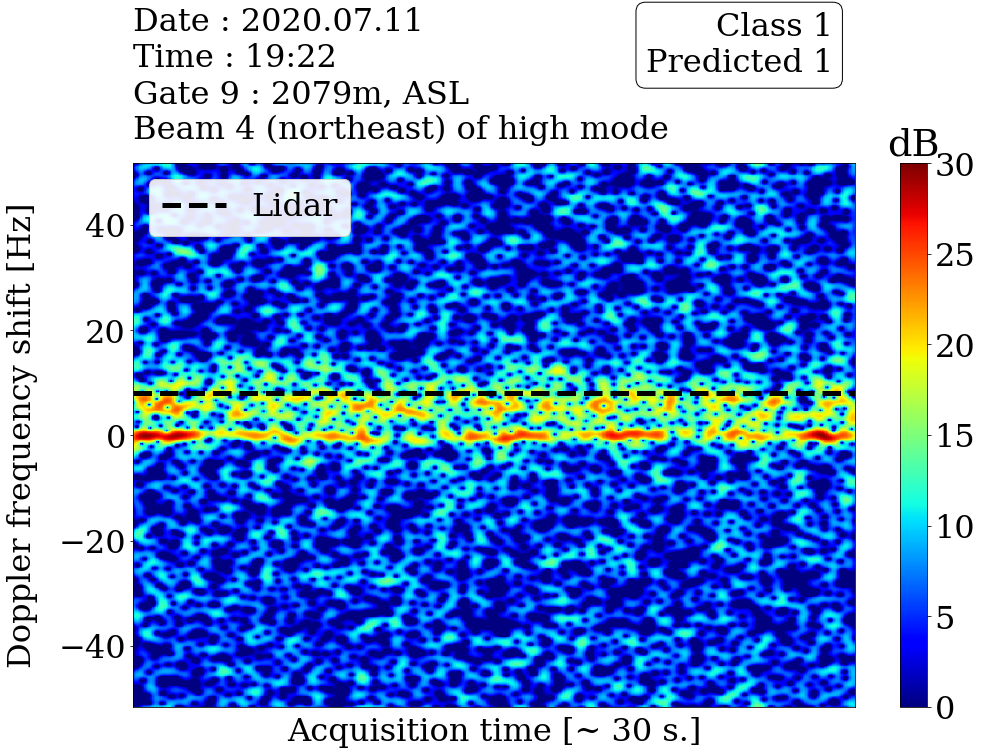 Date : 2020.07.11
Time : 19:22
Gate 9 : 2079m, ASL
Beam 4 (northeast) of high mode
Class 1
Predicted 1
dB
Lidar
Doppler frequency shift [Hz]
40
20
0
−20
−40
30
25
20
15
10
5
0
Acquisition time [~ 30 s.]